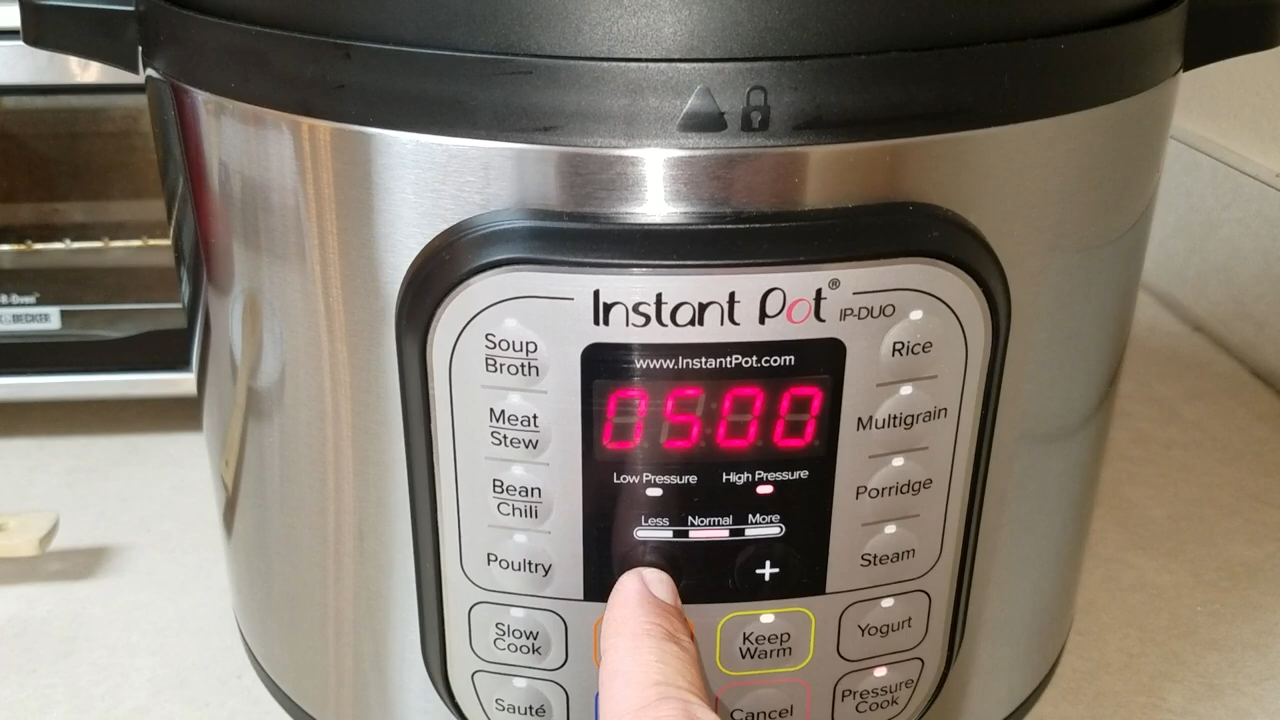 Instant Pot® IP-DUO
www.InstantPot.com
0500
Low Pressure
High Pressure
Less
Normal
More
+
Soup
Broth
Meat
Stew
Bean
Chili
Poultry
Rice
Multigrain
Porridge
Steam
Slow
Cook
Keep
Warm
Yogurt
Sauté
Cancel
Pressure
Cook
BECKER